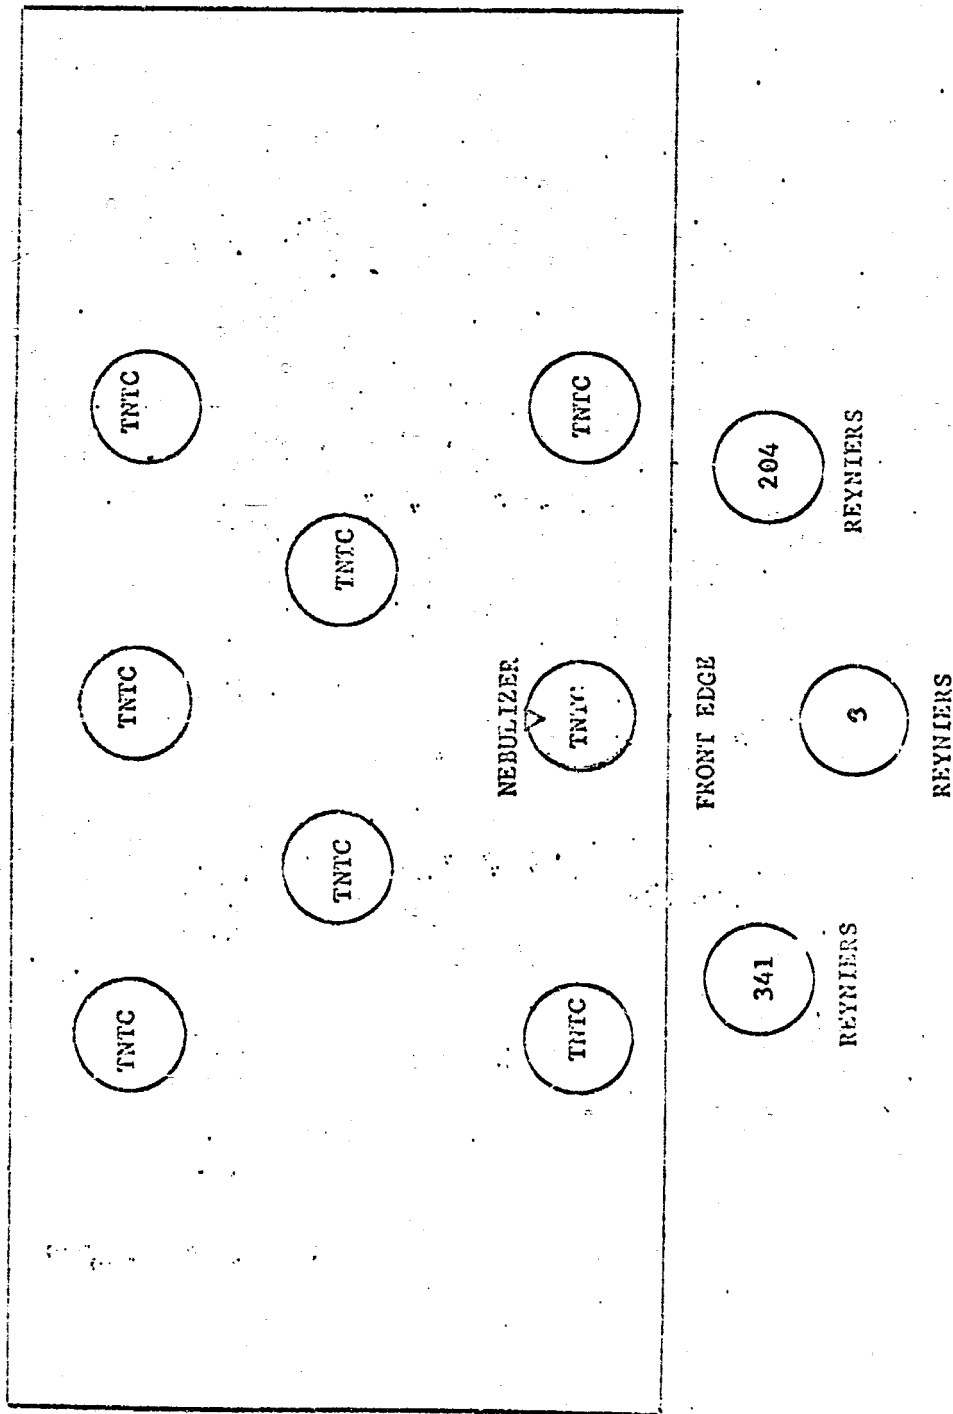 TNTC TNTC TNTC
TNTC TNTC
NEBULIZER
TNTC TNTC TNTC
FRONT EDGE
341 204
REYNIERS REYNIERS
3
REYNIERS